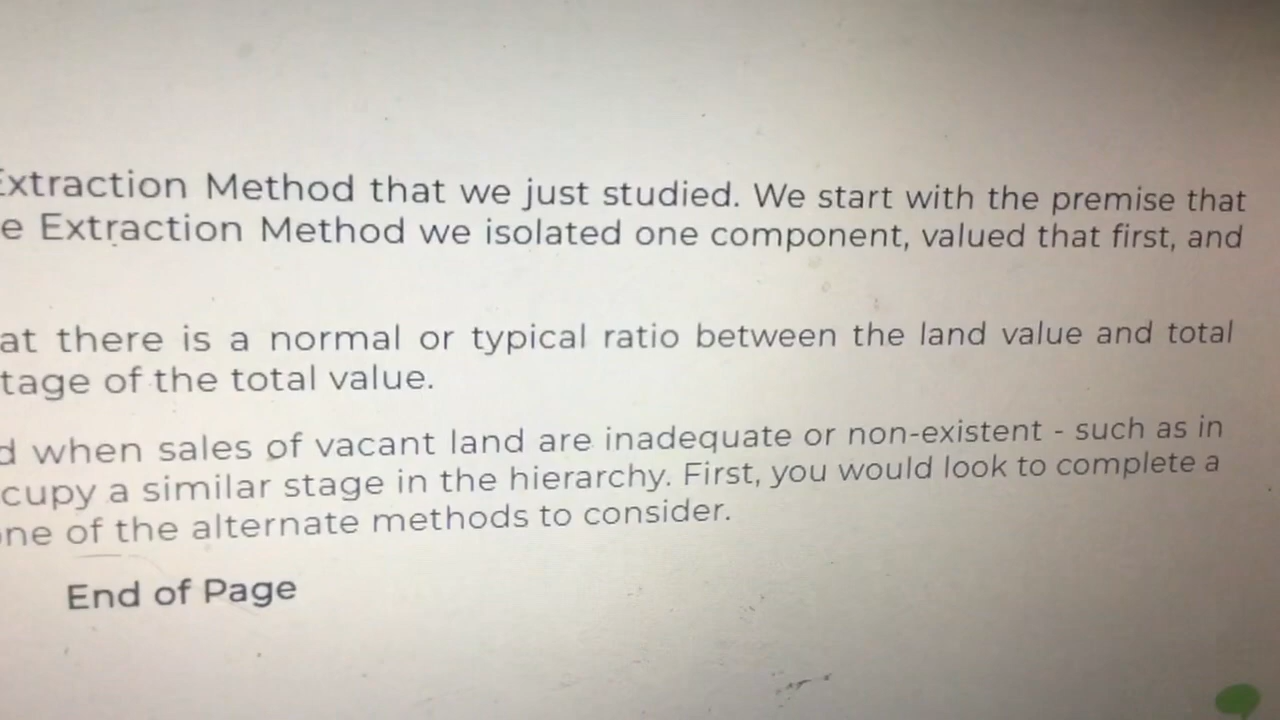 Extraction Method that we just studied. We start with the premise that
e Extraction Method we isolated one component, valued that first, and
at there is a normal or typical ratio between the land value and total
tage of the total value.
d when sales of vacant land are inadequate or non-existent - such as in
cupy a similar stage in the hierarchy. First, you would look to complete a
one of the alternate methods to consider.
End of Page